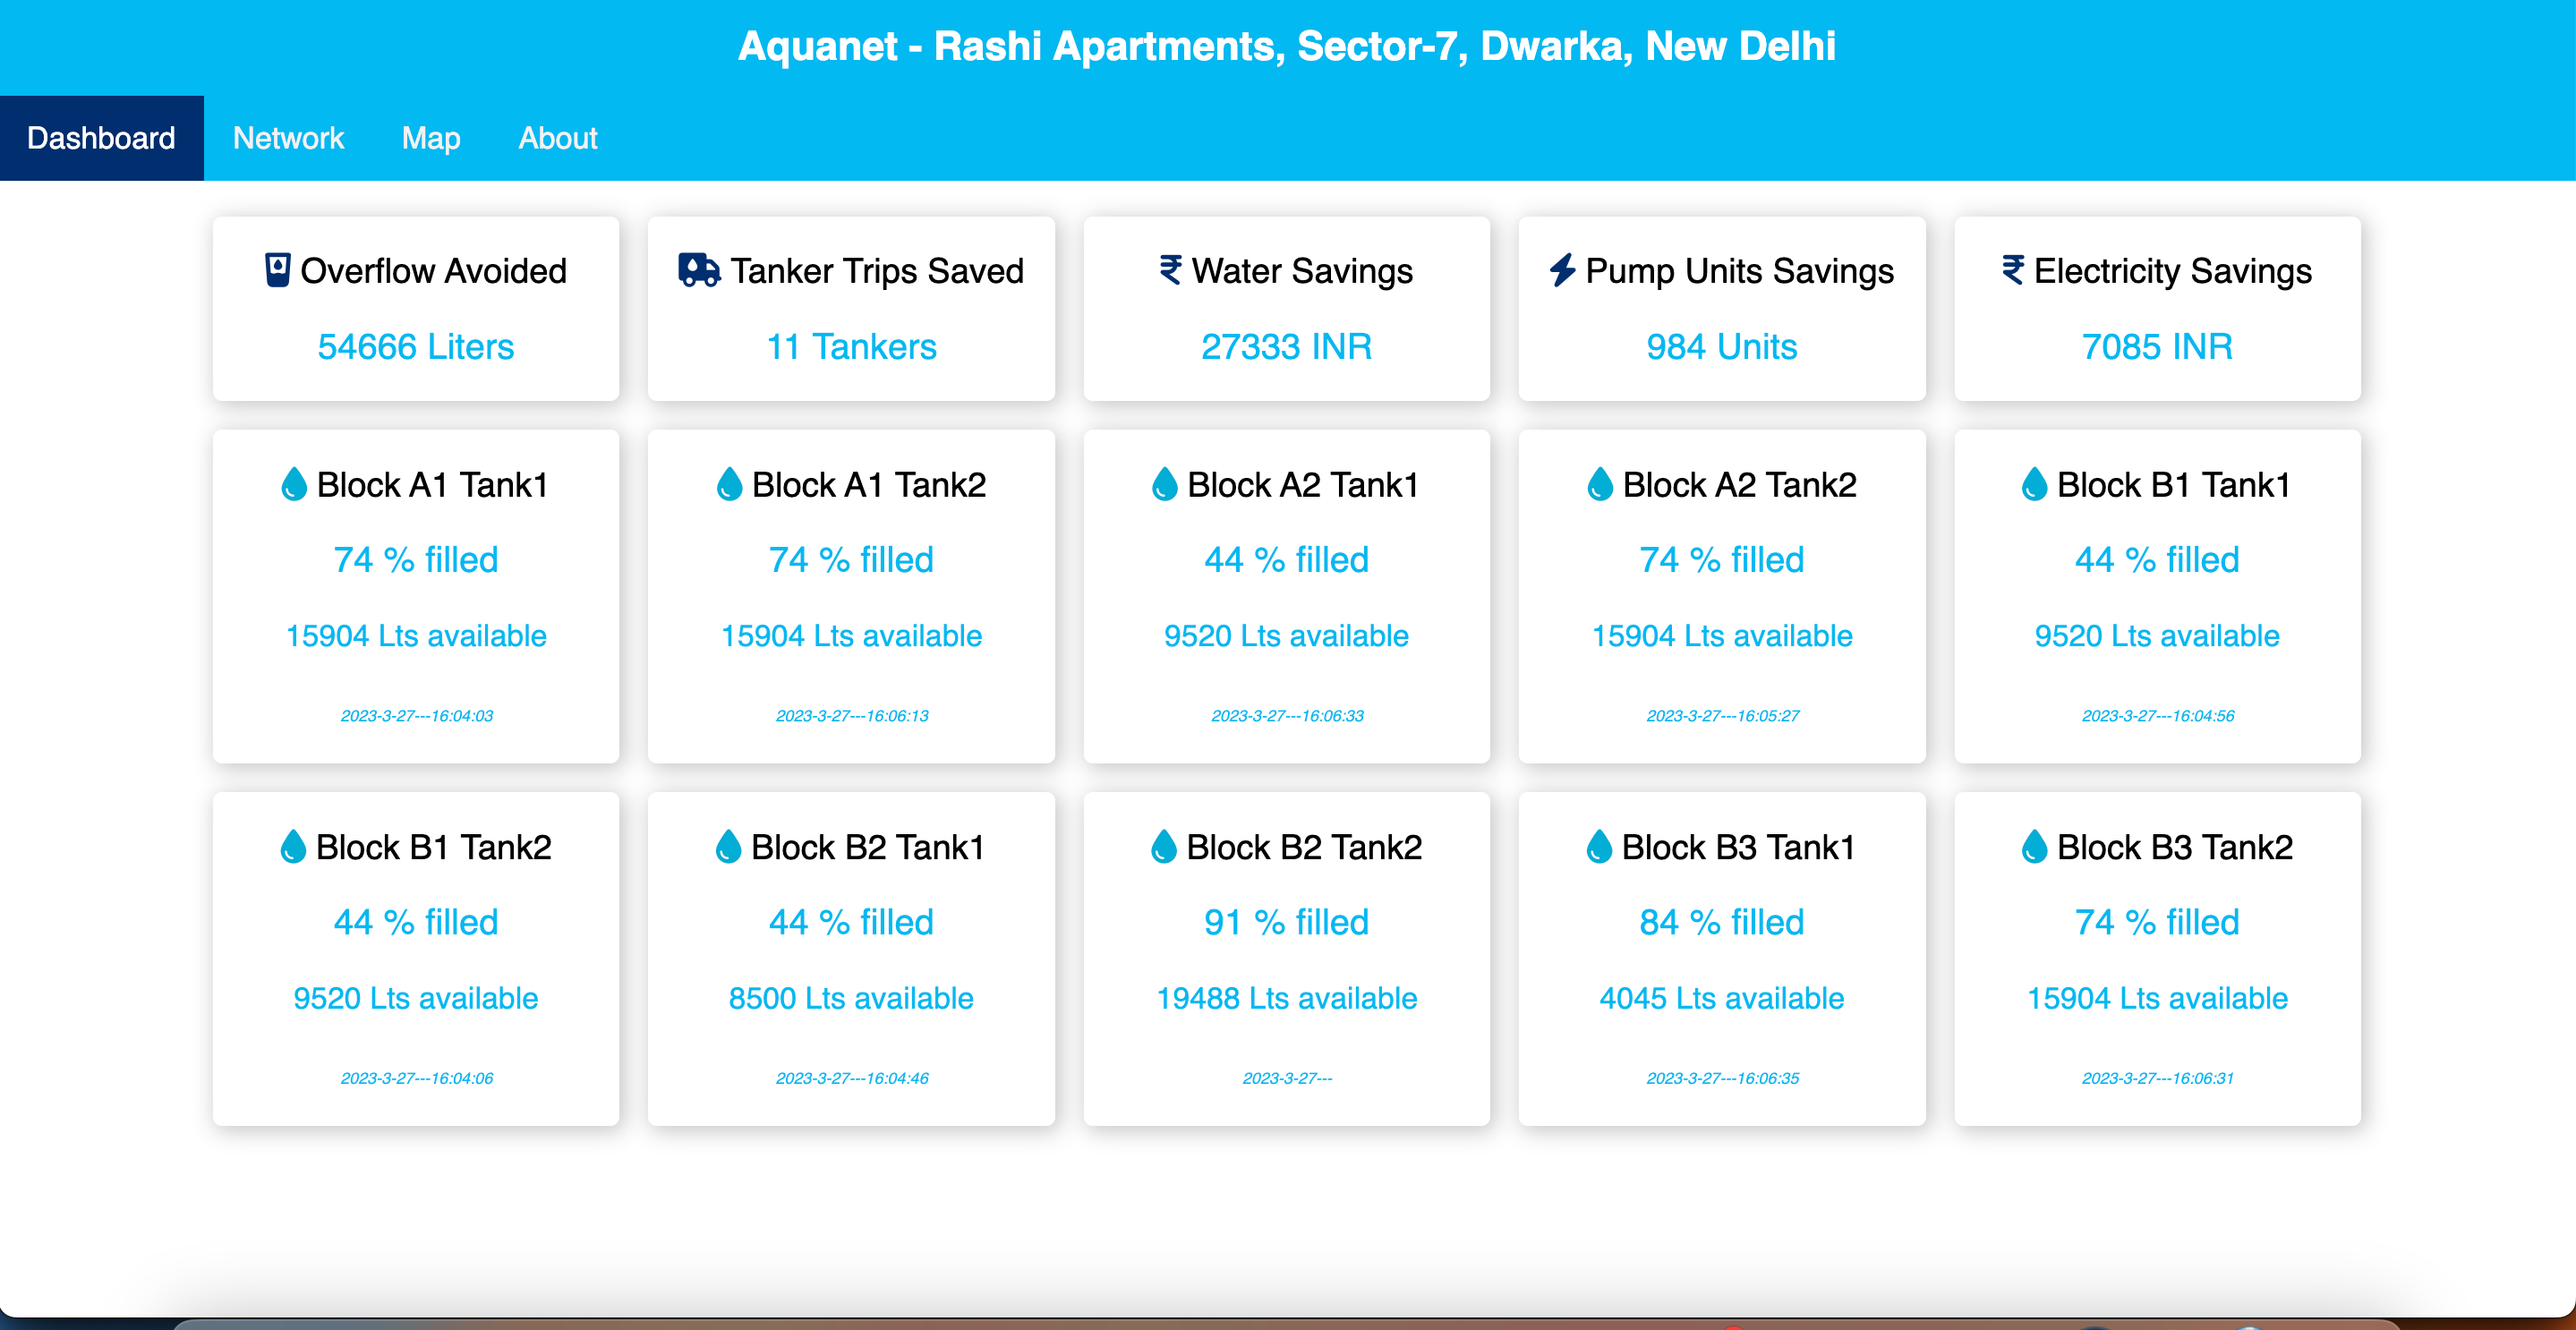 Aquanet - Rashi Apartments, Sector-7, Dwarka, New Delhi
Dashboard Network Map About
Overflow Avoided
54666 Liters
Tanker Trips Saved
11 Tankers
₹ Water Savings
27333 INR
Pump Units Savings
984 Units
₹ Electricity Savings
7085 INR
Block A1 Tank1
74 % filled
15904 Lts available
2023-3-27---16:04:03
Block A1 Tank2
74 % filled
15904 Lts available
2023-3-27---16:06:13
Block A2 Tank1
44 % filled
9520 Lts available
2023-3-27---16:06:33
Block A2 Tank2
74 % filled
15904 Lts available
2023-3-27---16:05:27
Block B1 Tank1
44 % filled
9520 Lts available
2023-3-27---16:04:56
Block B1 Tank2
44 % filled
9520 Lts available
2023-3-27---16:04:06
Block B2 Tank1
44 % filled
8500 Lts available
2023-3-27---16:04:46
Block B2 Tank2
91 % filled
19488 Lts available
2023-3-27---
Block B3 Tank1
84 % filled
4045 Lts available
2023-3-27---16:06:35
Block B3 Tank2
74 % filled
15904 Lts available
2023-3-27---16:06:31